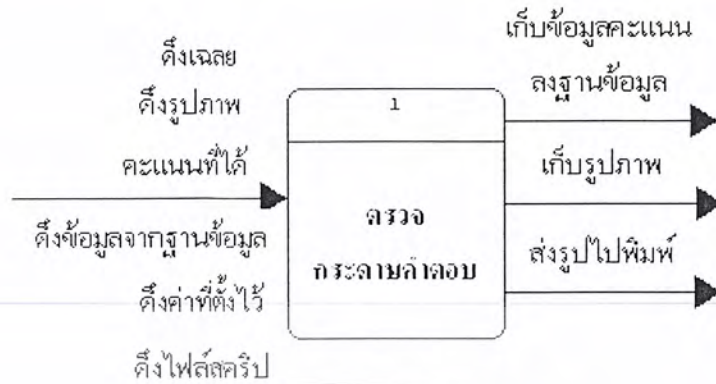 ดึงเฉลย
ดึงรูปภาพ
คะแนนที่ได้
ดึงข้อมูลจากฐานข้อมูล
ดึงค่าที่ตั้งไว้
ดึงไฟล์สคริป
1
ตรวจ
กระดาษคำตอบ
เก็บข้อมูลคะแนน
ลงฐานข้อมูล
เก็บรูปภาพ
ส่งรูปไปพิมพ์